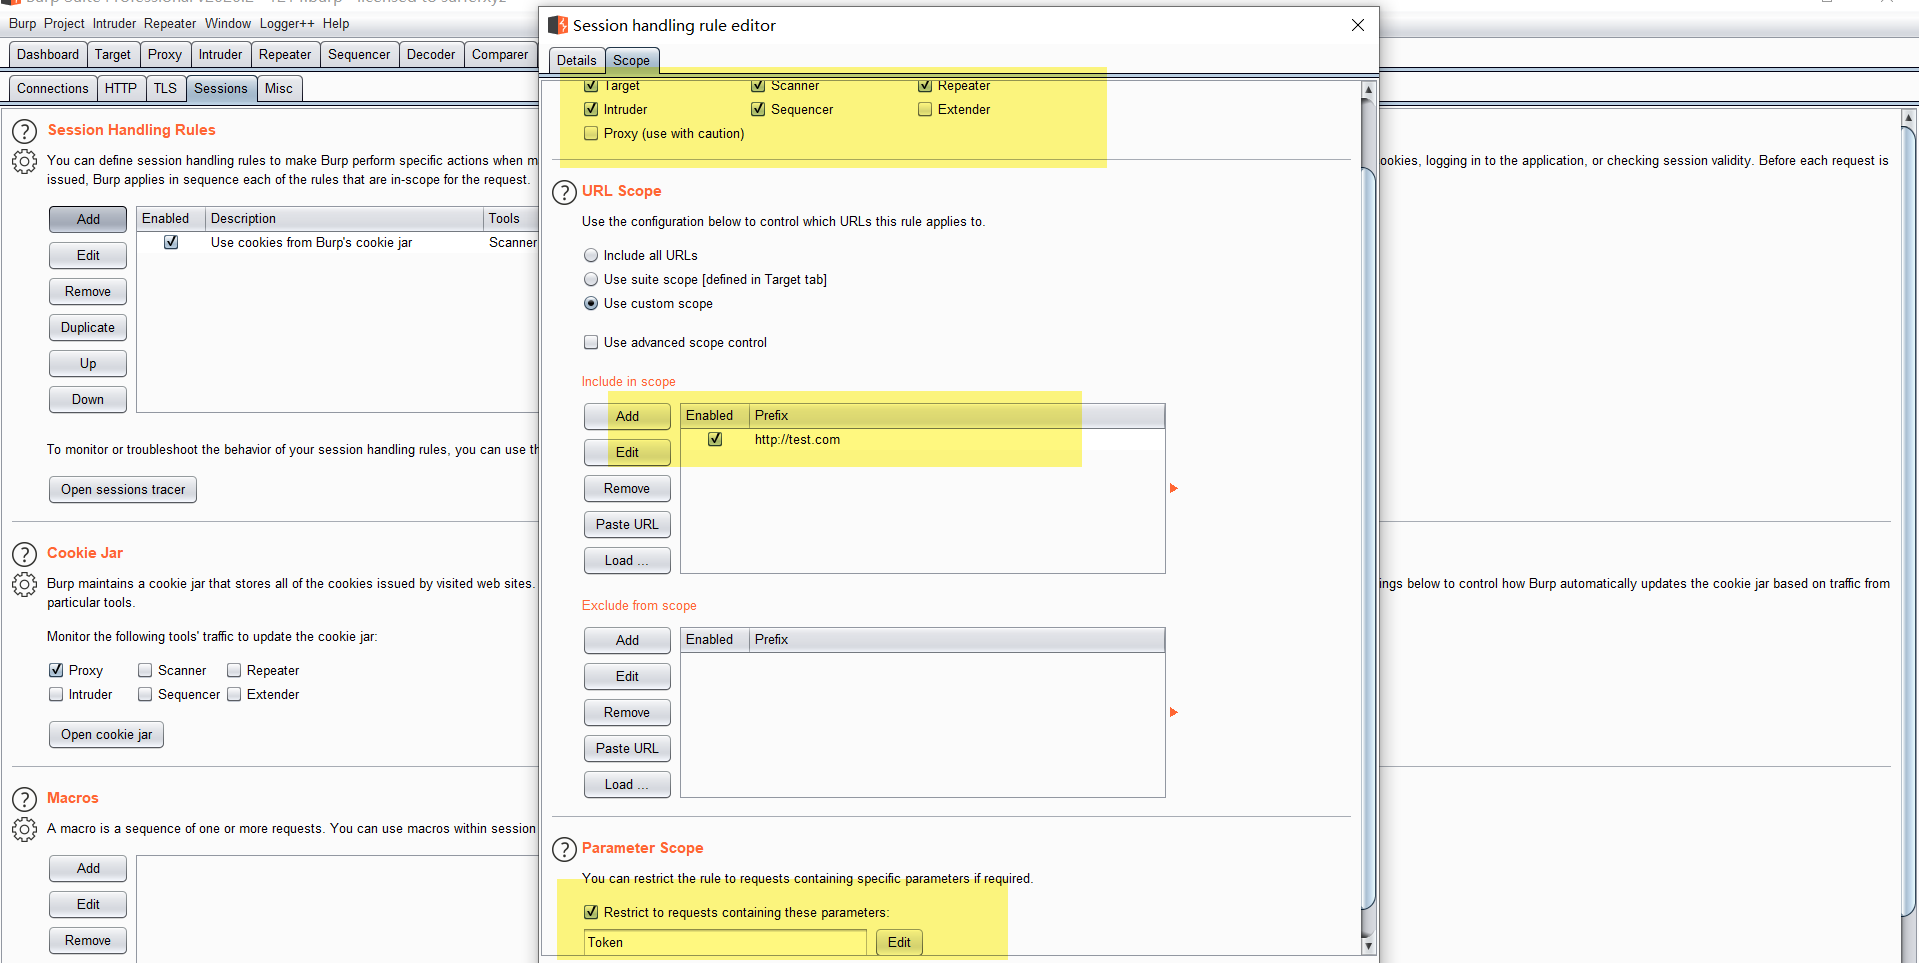 Burp Project Intruder Repeater Window Logger++ Help
Dashboard Target Proxy Intruder Repeater Sequencer Decoder Comparer
Connections HTTP TLS Sessions Misc
Session Handling Rules
You can define session handling rules to make Burp perform specific actions when m
ookies, logging in to the application, or checking session validity. Before each request is
issued, Burp applies in sequence each of the rules that are in-scope for the request.
Add
Edit
Remove
Duplicate
Up
Down
Enabled Description Tools
Use cookies from Burp's cookie jar Scanner
To monitor or troubleshoot the behavior of your session handling rules, you can use th
Open sessions tracer
Cookie Jar
Burp maintains a cookie jar that stores all of the cookies issued by visited web sites.
ings below to control how Burp automatically updates the cookie jar based on traffic from
particular tools.
Monitor the following tools' traffic to update the cookie jar:
Proxy Scanner Repeater
Intruder Sequencer Extender
Open cookie jar
Macros
A macro is a sequence of one or more requests. You can use macros within session
Add
Edit
Remove
Session handling rule editor
Details Scope
Target Scanner Repeater
Intruder Sequencer Extender
Proxy (use with caution)
URL Scope
Use the configuration below to control which URLs this rule applies to.
Include all URLs
Use suite scope [defined in Target tab]
Use custom scope
Use advanced scope control
Include in scope
Add
Edit
Remove
Paste URL
Load ...
Enabled Prefix
http://test.com
Exclude from scope
Add
Edit
Remove
Paste URL
Load ...
Enabled Prefix
Parameter Scope
You can restrict the rule to requests containing specific parameters if required.
Restrict to requests containing these parameters:
Token Edit